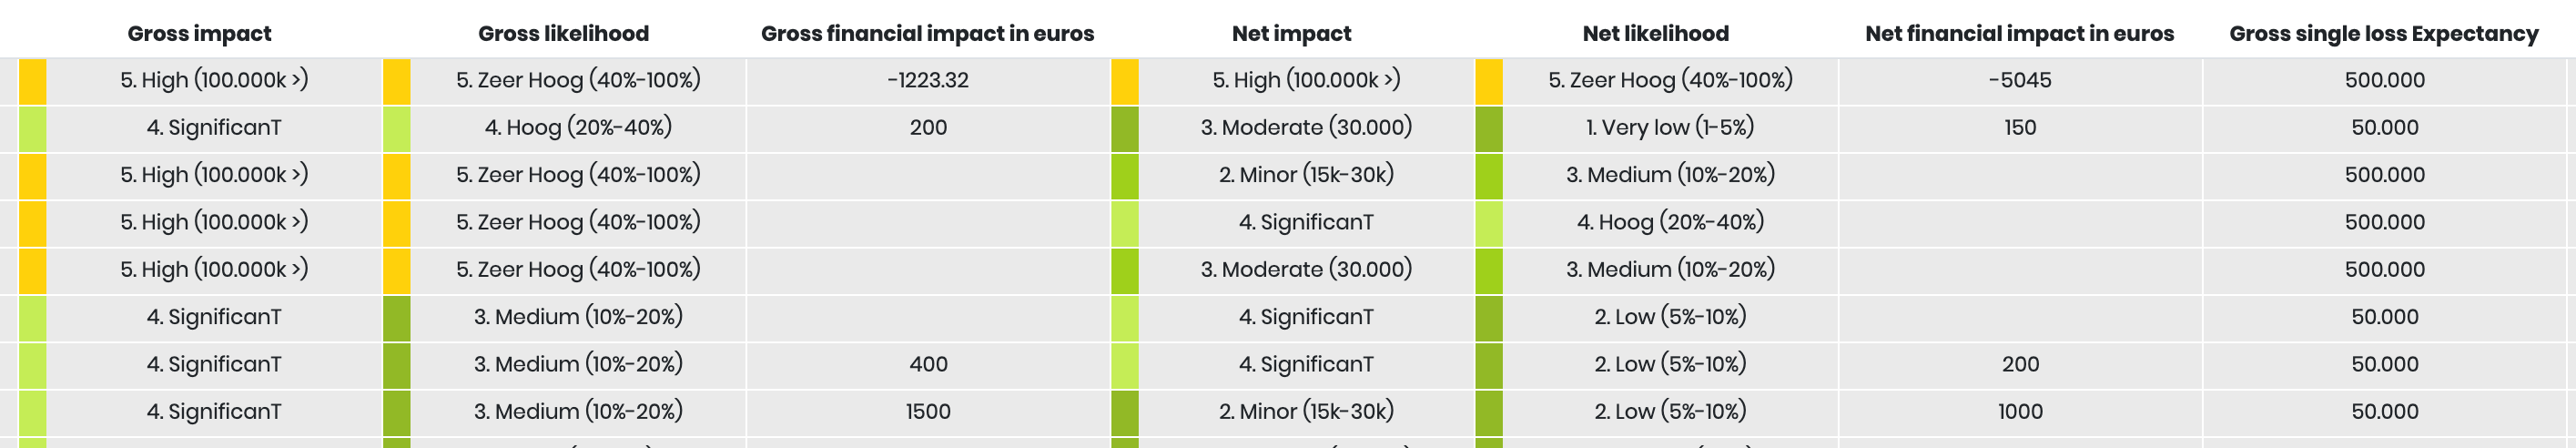 Gross impact Gross likelihood Gross financial impact in euros Net impact Net likelihood Net financial impact in euros Gross single loss Expectancy
5. High (100.000k >) 5. Zeer Hoog (40%-100%) -1223.32 5. High (100.000k >) 5. Zeer Hoog (40%-100%) -5045 500.000
4. SignificanT 4. Hoog (20%-40%) 200 3. Moderate (30.000) 1. Very low (1-5%) 150 50.000
5. High (100.000k >) 5. Zeer Hoog (40%-100%) 2. Minor (15k-30k) 3. Medium (10%-20%) 500.000
5. High (100.000k >) 5. Zeer Hoog (40%-100%) 4. SignificanT 4. Hoog (20%-40%) 500.000
5. High (100.000k >) 5. Zeer Hoog (40%-100%) 3. Moderate (30.000) 3. Medium (10%-20%) 500.000
4. SignificanT 3. Medium (10%-20%) 4. SignificanT 2. Low (5%-10%) 50.000
4. SignificanT 3. Medium (10%-20%) 400 4. SignificanT 2. Low (5%-10%) 200 50.000
4. SignificanT 3. Medium (10%-20%) 1500 2. Minor (15k-30k) 2. Low (5%-10%) 1000 50.000